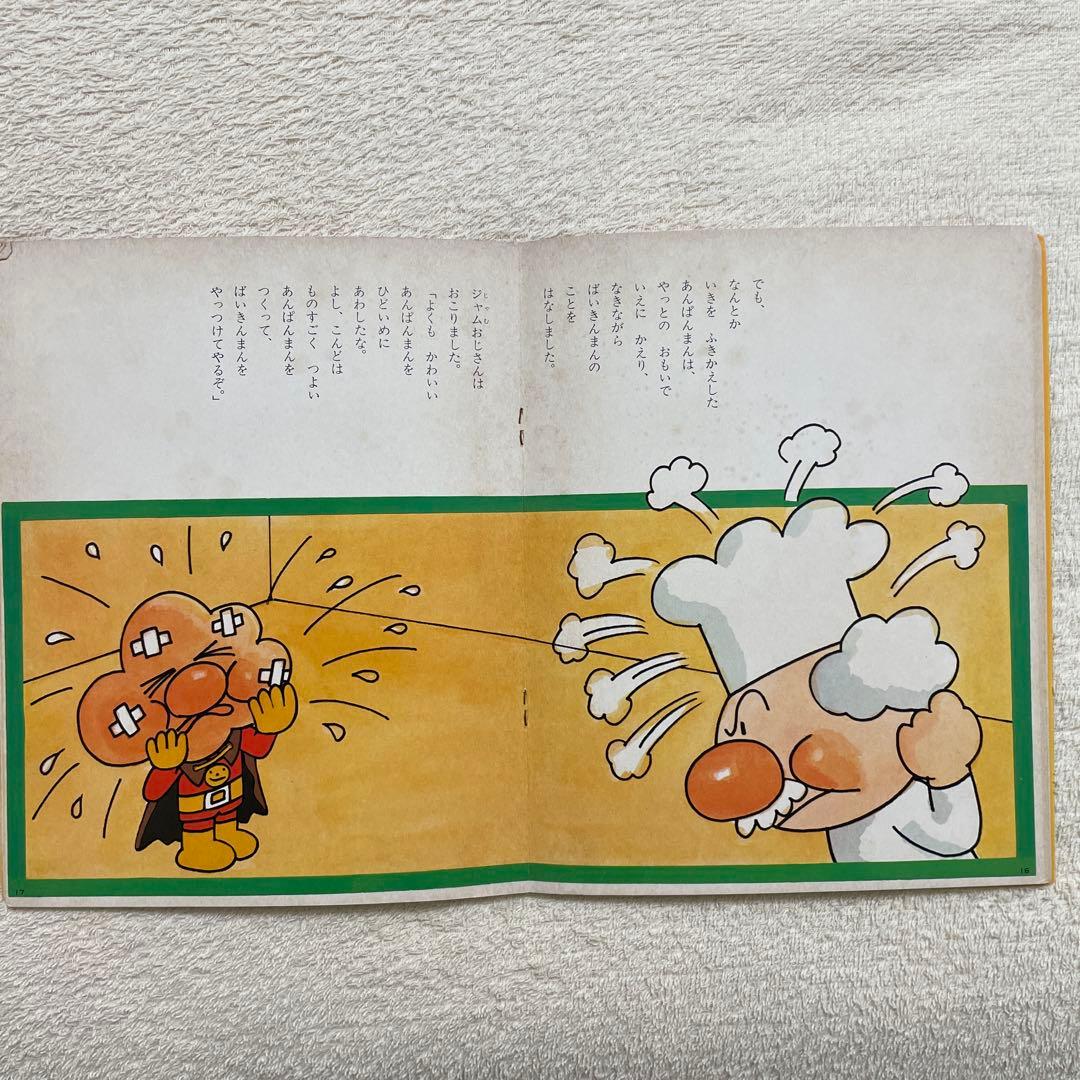 でも、
なんとか
いきを　ふきかえした
あんぱんまんは、
やっとの　おもいで
いえに　かえり、
なきながら
ばいきんまんの
ことを
はなしました。
16
ジャムおじさんは
じゃむ
おこりました。
「よくも　かわいい
あんぱんまんを
ひどいめに
あわしたな。
よし、こんどは
ものすごく　つよい
あんぱんまんを
つくって、
ばいきんまんを
やっつけてやるぞ。」
17